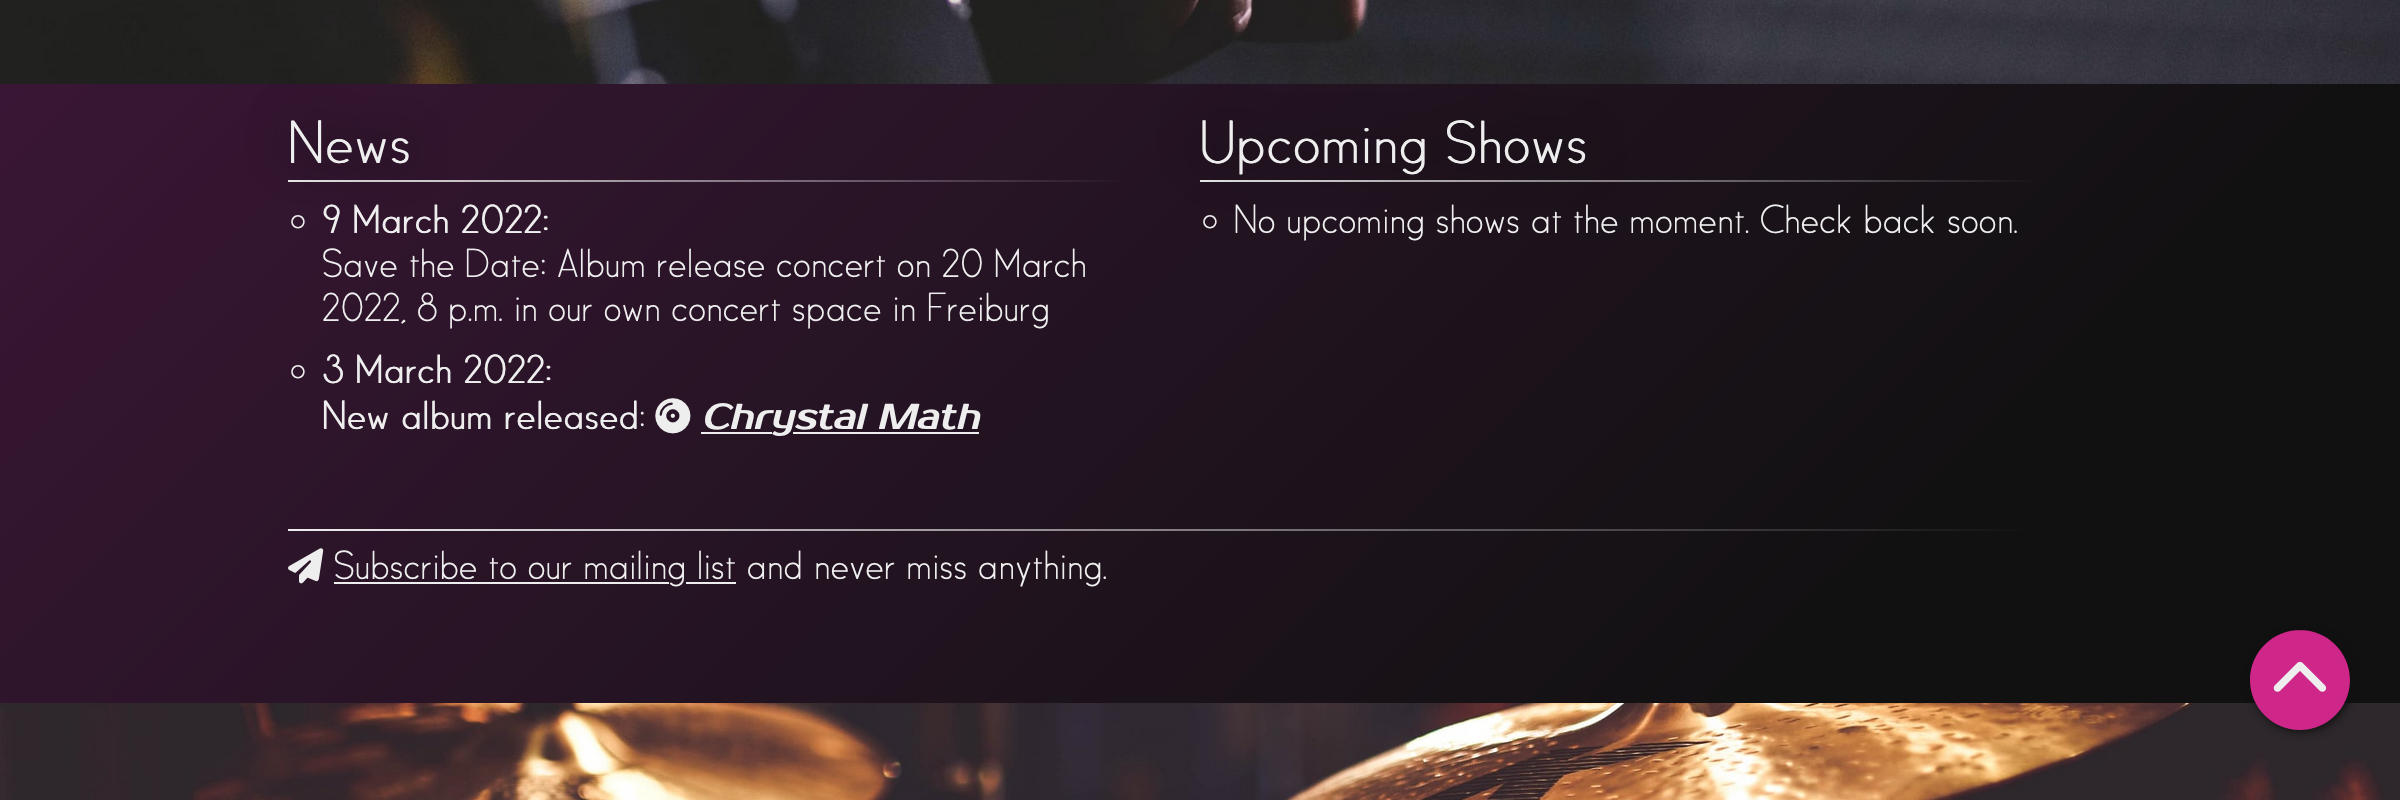 News
9 March 2022:
Save the Date: Album release concert on 20 March
2022, 8 p.m. in our own concert space in Freiburg
3 March 2022:
New album released: Chrystal Math
Upcoming Shows
No upcoming shows at the moment. Check back soon.
Subscribe to our mailing list and never miss anything.